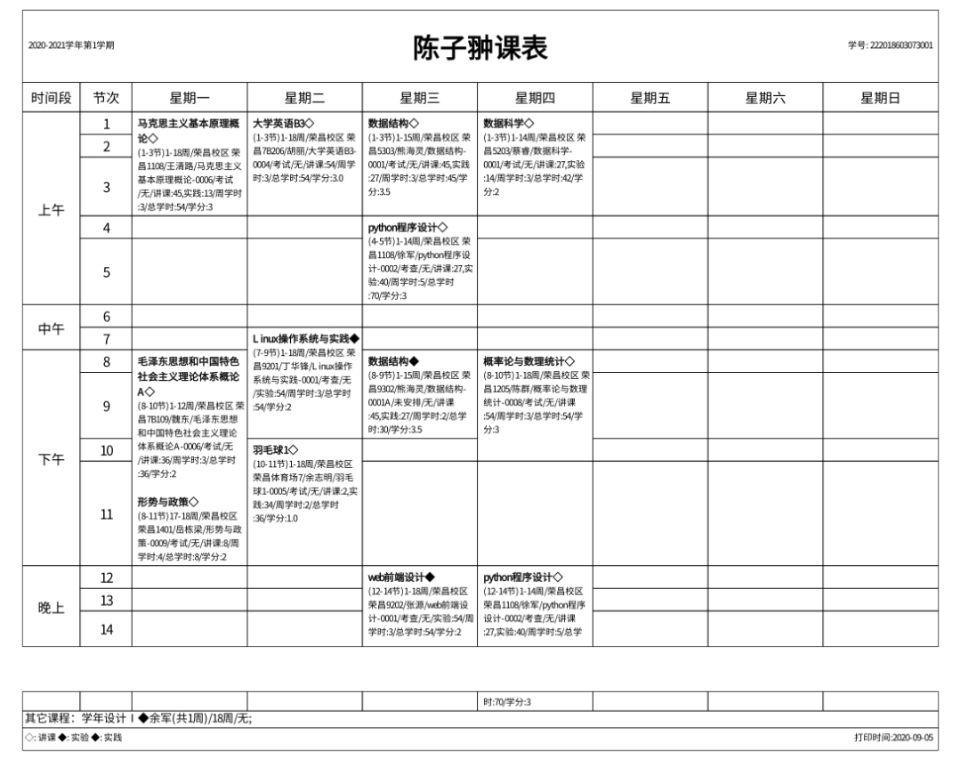 2020-2021学年第1学期
陈子翀课表
学号: 222018603073001
时间段 节次 星期一 星期二 星期三 星期四 星期五 星期六 星期日
上午
1
2
3
4
5
马克思主义基本原理概
论◇
(1-3节)1-18周/荣昌校区 荣
昌1108/王清路/马克思主义
基本原理概论-0006/考试
/无/讲课:45,实践:13/周学时
:3/总学时:54/学分:3
大学英语B3◇
(1-3节)1-18周/荣昌校区 荣
昌7B206/胡丽/大学英语B3-
0004/考试/无/讲课:54/周学
时:3/总学时:54/学分:3.0
数据结构◇
(1-3节)1-15周/荣昌校区 荣
昌5303/熊海灵/数据结构-
0001/考试/无/讲课:45,实践
:27/周学时:3/总学时:45/学
分:3.5
数据科学◇
(1-3节)1-14周/荣昌校区 荣
昌5203/蔡睿/数据科学-
0001/考试/无/讲课:27,实验
:14/周学时:3/总学时:42/学
分:2
python程序设计◇
(4-5节)1-14周/荣昌校区 荣
昌1108/徐军/python程序设
计-0002/考查/无/讲课:27,实
验:40/周学时:5/总学时
:70/学分:3
中午
6
7
Linux操作系统与实践◆
(7-9节)1-18周/荣昌校区 荣
昌9201/丁华锋/Linux操作
系统与实践-0001/考查/无
/实验:54/周学时:3/总学时
:54/学分:2
下午
8
9
10
11
毛泽东思想和中国特色
社会主义理论体系概论
A◇
(8-10节)1-12周/荣昌校区 荣
昌7B109/魏东/毛泽东思想
和中国特色社会主义理论
体系概论A-0006/考试/无
/讲课:36/周学时:3/总学时
:36/学分:2
形势与政策◇
(8-11节)17-18周/荣昌校区
荣昌1401/岳栋梁/形势与政
策-0009/考试/无/讲课:8/周
学时:4/总学时:8/学分:2
羽毛球1◇
(10-11节)1-18周/荣昌校区
荣昌体育场7/余志明/羽毛
球1-0005/考试/无/讲课:2,实
践:34/周学时:2/总学时
:36/学分:1.0
数据结构◆
(8-9节)1-15周/荣昌校区 荣
昌9302/熊海灵/数据结构-
0001A/未安排/无/讲课
:45,实践:27/周学时:2/总学
时:30/学分:3.5
概率论与数理统计◇
(8-10节)1-18周/荣昌校区 荣
昌1205/陈群/概率论与数理
统计-0008/考试/无/讲课
:54/周学时:3/总学时:54/学
分:3
晚上
12
13
14
web前端设计◆
(12-14节)1-18周/荣昌校区
荣昌9202/张源/web前端设
计-0001/考查/无/实验:54/周
学时:3/总学时:54/学分:2
python程序设计◇
(12-14节)1-14周/荣昌校区
荣昌1108/徐军/python程序
设计-0002/考查/无/讲课
:27,实验:40/周学时:5/总学
时:70/学分:3
其它课程: 学年设计Ⅰ◆余军(共1周)/18周/无;
◇: 讲课 ◆: 实验 ◆: 实践
打印时间:2020-09-05